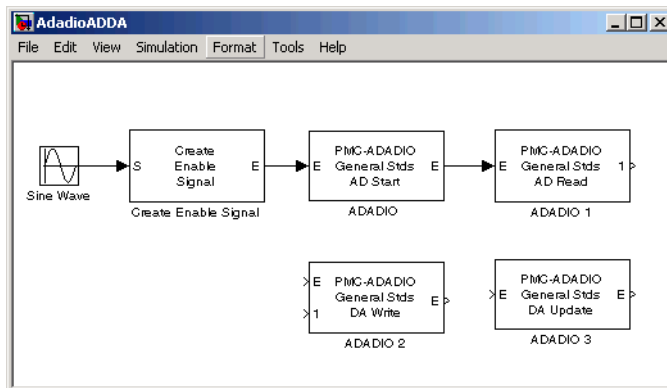 AdadioADDA
File Edit View Simulation Format Tools Help
Sine Wave
S
Create
Enable
Signal
E
Create Enable Signal
E
PMC-ADADIO
General Stds
AD Start
E
ADADIO
E
PMC-ADADIO
General Stds
AD Read
1
ADADIO 1
E
1
PMC-ADADIO
General Stds
DA Write
E
ADADIO 2
E
PMC-ADADIO
General Stds
DA Update
E
ADADIO 3